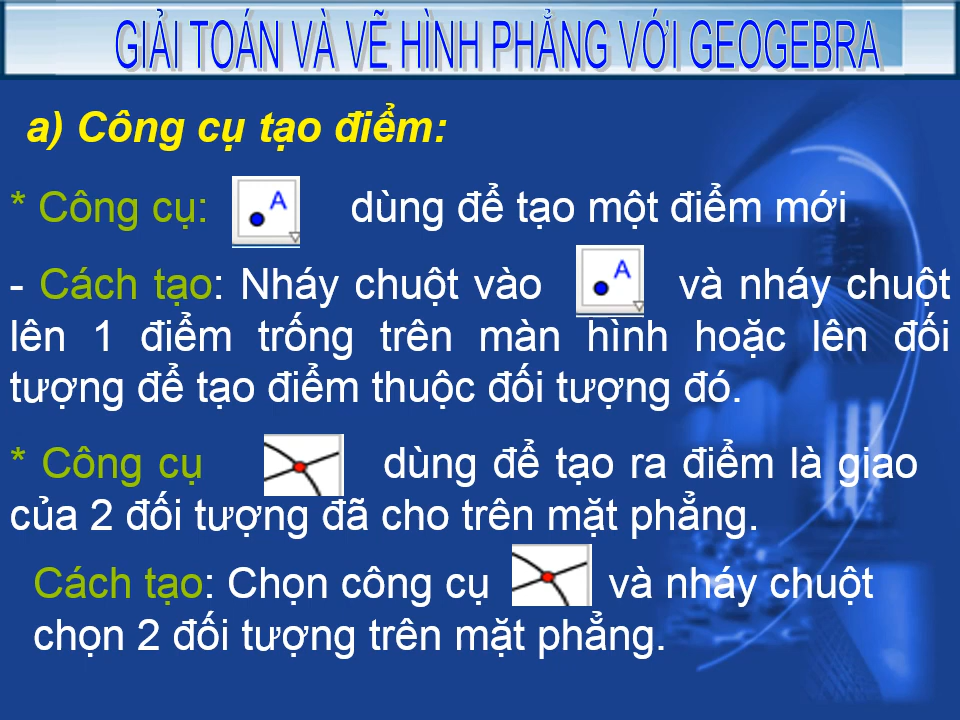 GIẢI TOÁN VÀ VẼ HÌNH PHẲNG VỚI GEOGEBRA
a) Công cụ tạo điểm:
* Công cụ: A dùng để tạo một điểm mới
- Cách tạo: Nháy chuột vào A và nháy chuột
lên 1 điểm trống trên màn hình hoặc lên đối
tượng để tạo điểm thuộc đối tượng đó.
* Công cụ dùng để tạo ra điểm là giao
của 2 đối tượng đã cho trên mặt phẳng.
Cách tạo: Chọn công cụ và nháy chuột
chọn 2 đối tượng trên mặt phẳng.